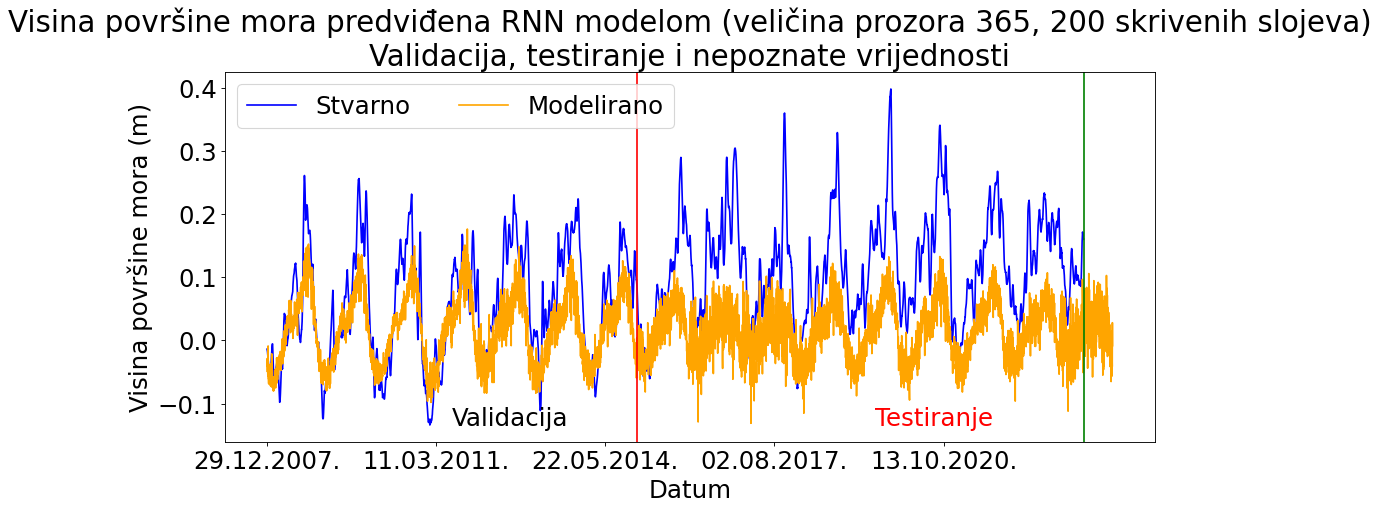 Visina površine mora predviđena RNN modelom (veličina prozora 365, 200 skrivenih slojeva)
Validacija, testiranje i nepoznate vrijednosti
Stvarno Modelirano
0.4
0.3
0.2
0.1
0.0
−0.1
Visina površine mora (m)
Validacija Testiranje
29.12.2007. 11.03.2011. 22.05.2014. 02.08.2017. 13.10.2020.
Datum